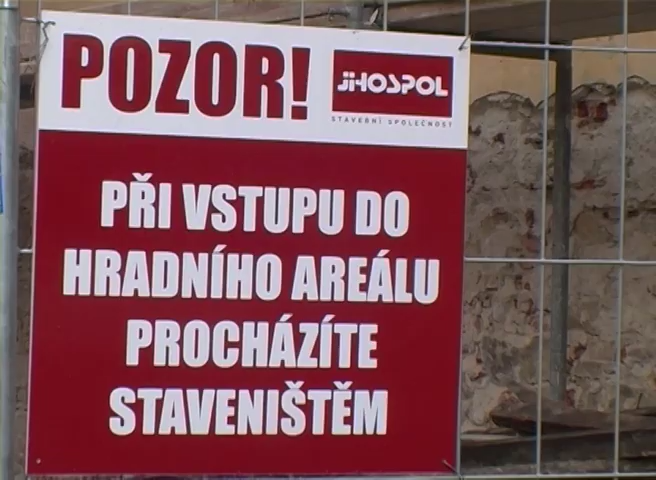 POZOR!
JIHOSPOL
STAVEBNÍ SPOLEČNOST
PŘI VSTUPU DO
HRADNÍHO AREÁLU
PROCHÁZÍTE
STAVENIŠTĚM